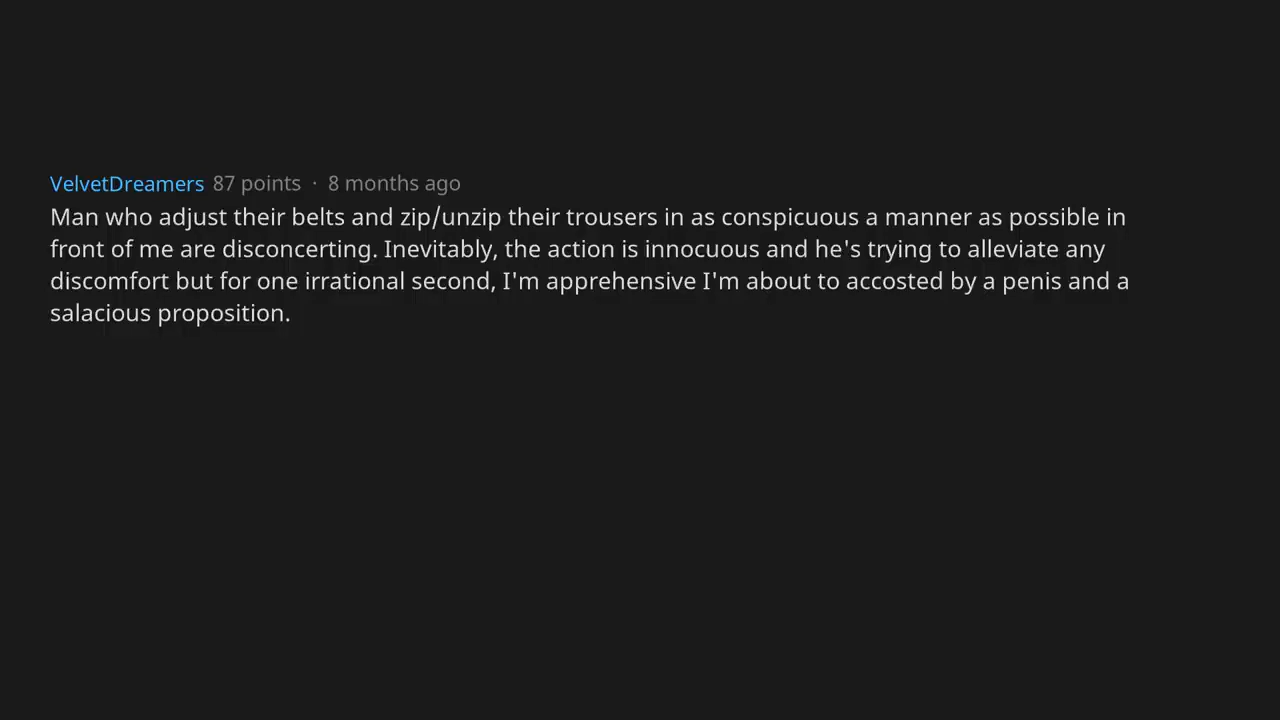 VelvetDreamers 87 points · 8 months ago
Man who adjust their belts and zip/unzip their trousers in as conspicuous a manner as possible in
front of me are disconcerting. Inevitably, the action is innocuous and he's trying to alleviate any
discomfort but for one irrational second, I'm apprehensive I'm about to accosted by a penis and a
salacious proposition.